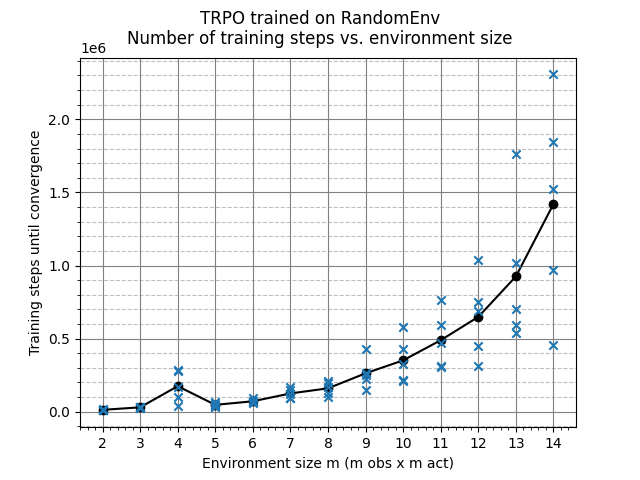 TRPO trained on RandomEnv
Number of training steps vs. environment size
1e6
2.0
1.5
1.0
0.5
0.0
Training steps until convergence
2 3 4 5 6 7 8 9 10 11 12 13 14
Environment size m (m obs x m act)